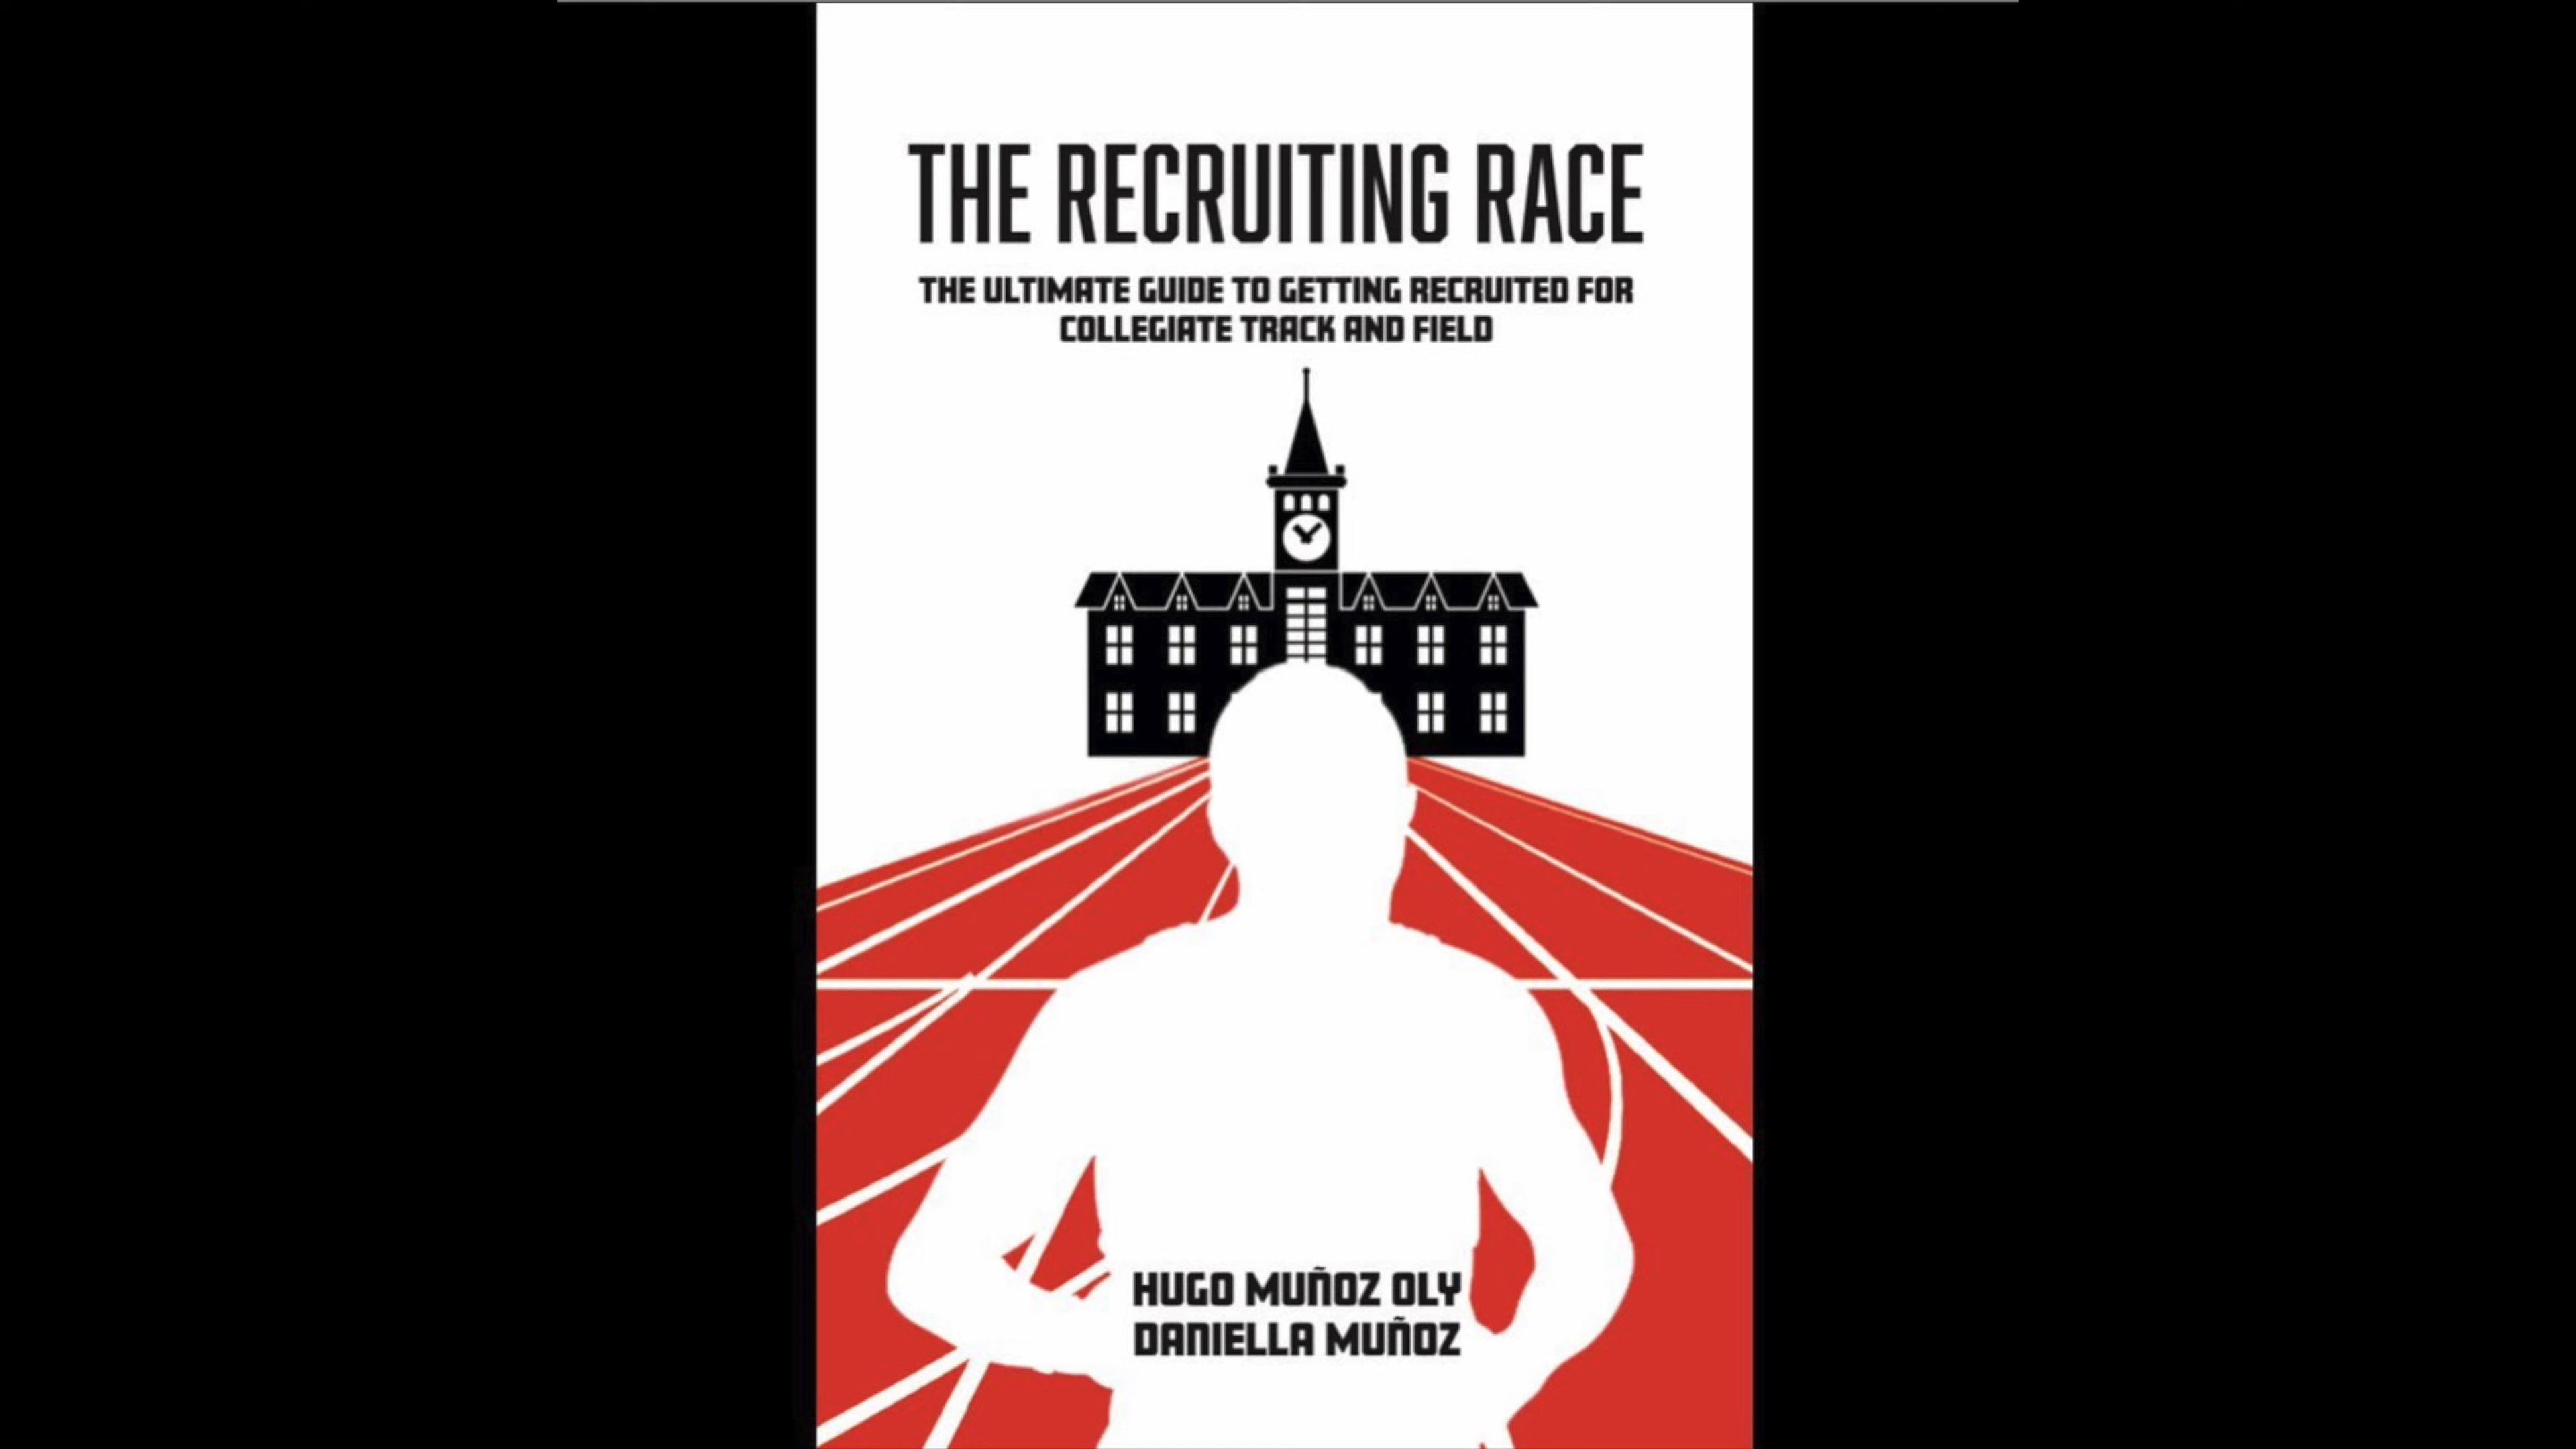 THE RECRUITING RACE
THE ULTIMATE GUIDE TO GETTING RECRUITED FOR
COLLEGIATE TRACK AND FIELD
HUGO MUÑOZ OLY
DANIELLA MUÑOZ